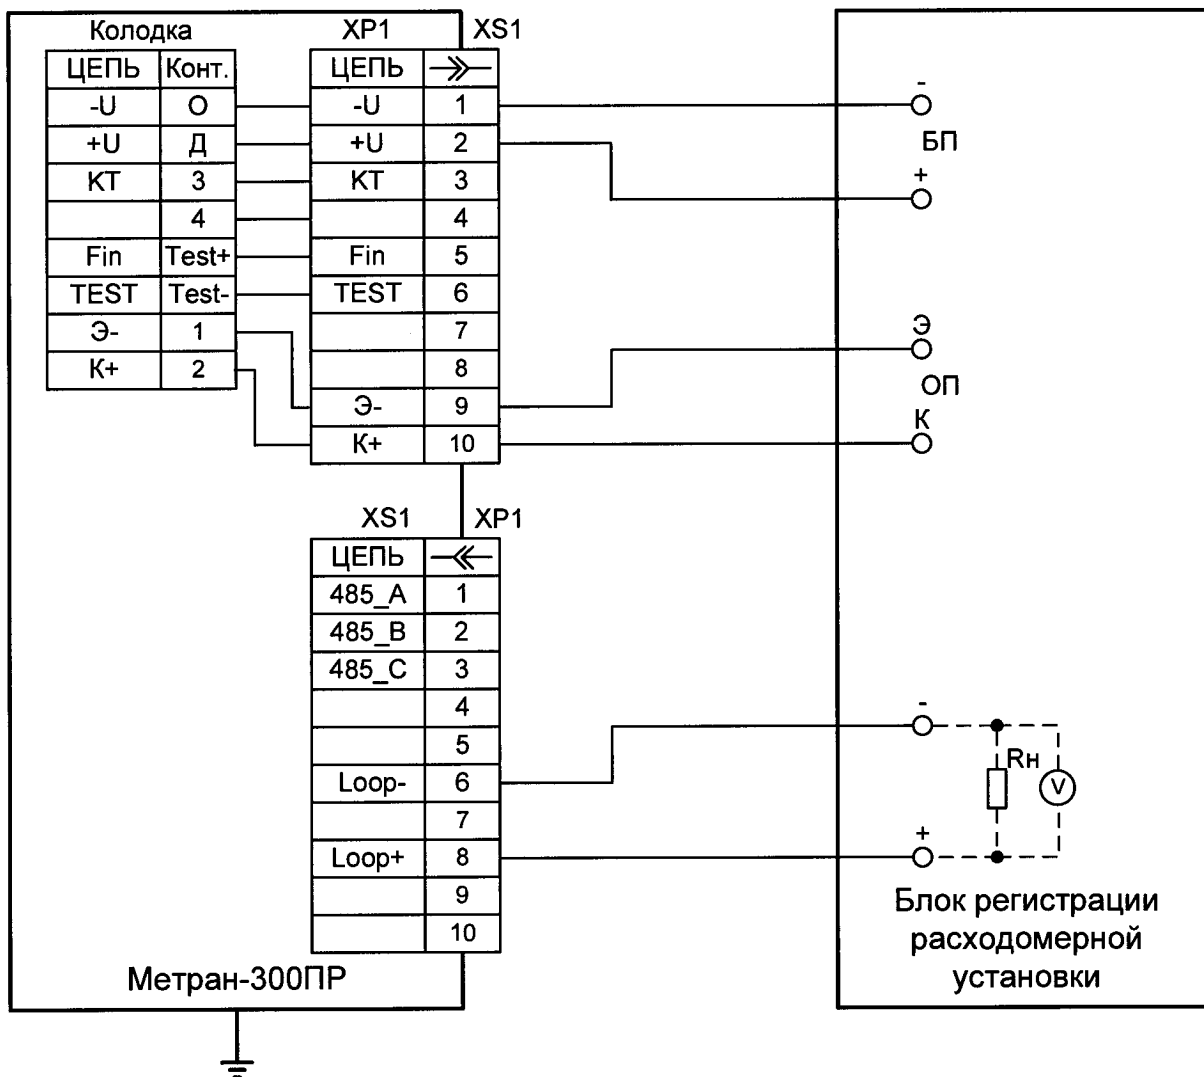 Колодка XP1 XS1
ЦЕПЬ Конт. ЦЕПЬ
-U О -U 1 -
+U Д +U 2 БП
КТ 3 КТ 3 +
4 4
Fin Test+ Fin 5
TEST Test- TEST 6
Э- 1 7 Э
К+ 2 8 ОП
Э- 9 К
К+ 10
XS1 XP1
ЦЕПЬ
485_A 1
485_B 2
485_C 3
4 -
5 Rн
Loop- 6 V
7 +
Loop+ 8
9 Блок регистрации
10 расходомерной
Метран-300ПР установки